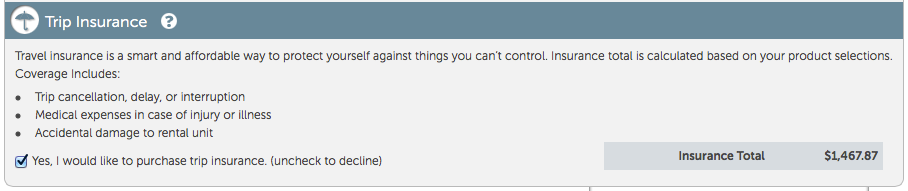 Trip Insurance ?
Travel insurance is a smart and affordable way to protect yourself against things you can't control. Insurance total is calculated based on your product selections.
Coverage Includes:
• Trip cancellation, delay, or interruption
• Medical expenses in case of injury or illness
• Accidental damage to rental unit
Yes, I would like to purchase trip insurance. (uncheck to decline)
Insurance Total $1,467.87